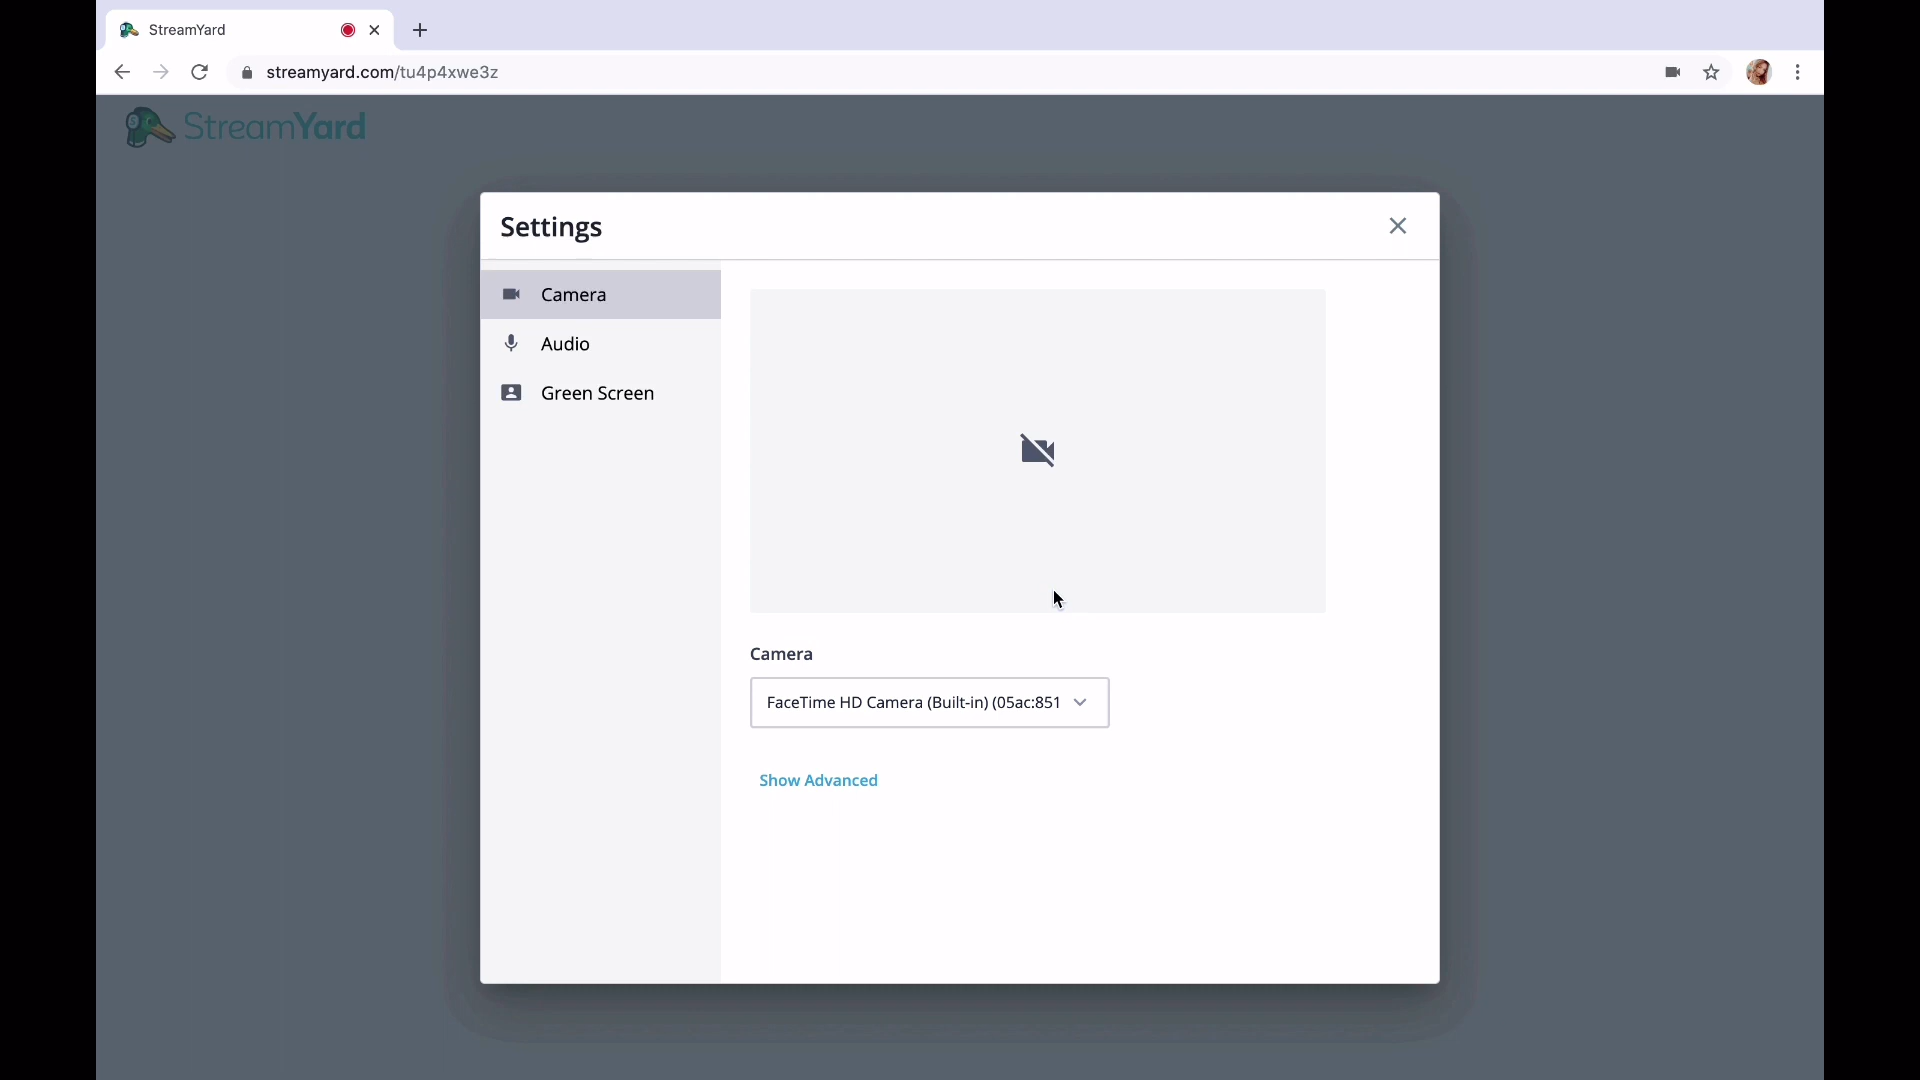 StreamYard
streamyard.com/tu4p4xwe3z
StreamYard
Settings
Camera
Audio
Green Screen
Camera
FaceTime HD Camera (Built-in) (05ac:851
Show Advanced